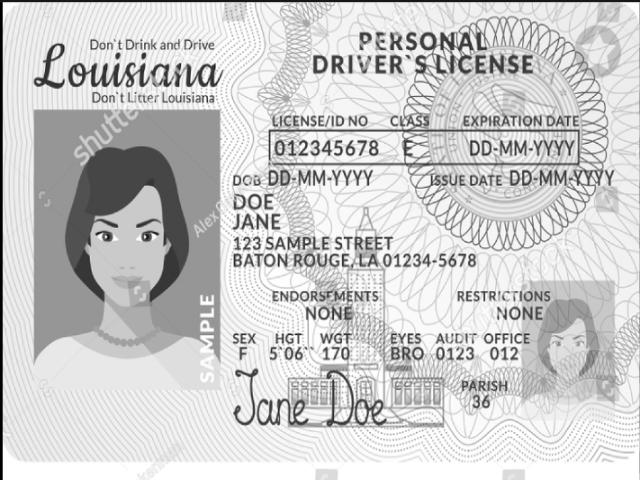 Don`t Drink and Drive
Louisiana
Don`t Litter Louisiana
PERSONAL
DRIVER`S LICENSE
LICENSE/ID NO CLASS EXPIRATION DATE
012345678 E DD-MM-YYYY
DOB DD-MM-YYYY ISSUE DATE DD-MM-YYYY
DOE
JANE
123 SAMPLE STREET
BATON ROUGE, LA 01234-5678
ENDORSEMENTS RESTRICTIONS
NONE NONE
SEX HGT WGT EYES AUDIT OFFICE
F 5`06` 170 BRO 0123 012
Jane Doe
PARISH
36
SAMPLE